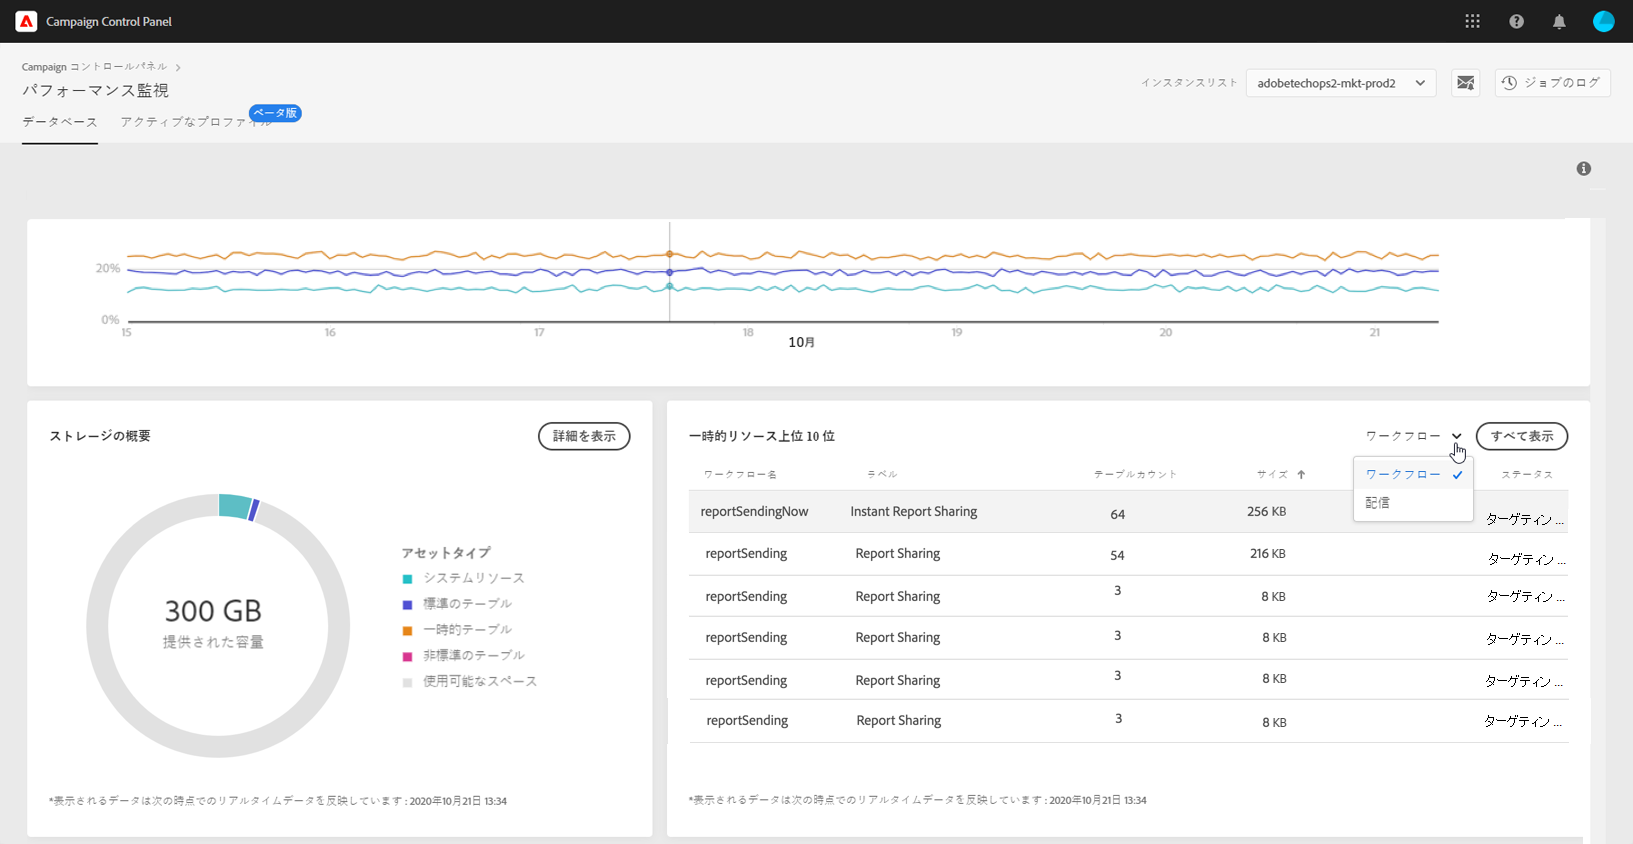 Campaign Control Panel
Campaign コントロールパネル
パフォーマンス監視
インスタンスリスト
adobetechops2-mkt-prod2
ジョブのログ
データベース
アクティブなプロファイル
ベータ版
20%
0%
15 16 17 18 19 20 21
10月
ストレージの概要
詳細を表示
300 GB
提供された容量
アセットタイプ
システムリソース
標準のテーブル
一時的テーブル
非標準のテーブル
使用可能なスペース
*表示されるデータは次の時点でのリアルタイムデータを反映しています : 2020年10月21日 13:34
一時的リソース上位 10 位
ワークフロー
すべて表示
ワークフロー
配信
ワークフロー名 ラベル テーブルカウント サイズ ステータス
reportSendingNow Instant Report Sharing 64 256 KB ターゲティン ...
reportSending Report Sharing 54 216 KB ターゲティン ...
reportSending Report Sharing 3 8 KB ターゲティン ...
reportSending Report Sharing 3 8 KB ターゲティン ...
reportSending Report Sharing 3 8 KB ターゲティン ...
reportSending Report Sharing 3 8 KB ターゲティン ...
*表示されるデータは次の時点でのリアルタイムデータを反映しています : 2020年10月21日 13:34